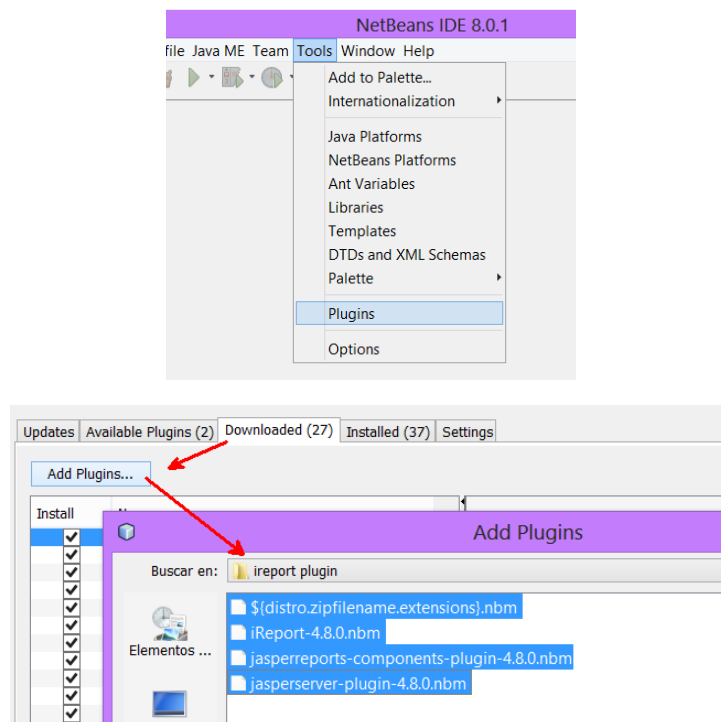 NetBeans IDE 8.0.1
file Java ME Team Tools Window Help
Add to Palette...
Internationalization
Java Platforms
NetBeans Platforms
Ant Variables
Libraries
Templates
DTDs and XML Schemas
Palette
Plugins
Options
Updates Available Plugins (2) Downloaded (27) Installed (37) Settings
Add Plugins...
Install
Add Plugins
Buscar en: ireport plugin
${distro.zipfilename.extensions}.nbm
iReport-4.8.0.nbm
Elementos ...
jasperreports-components-plugin-4.8.0.nbm
jasperserver-plugin-4.8.0.nbm